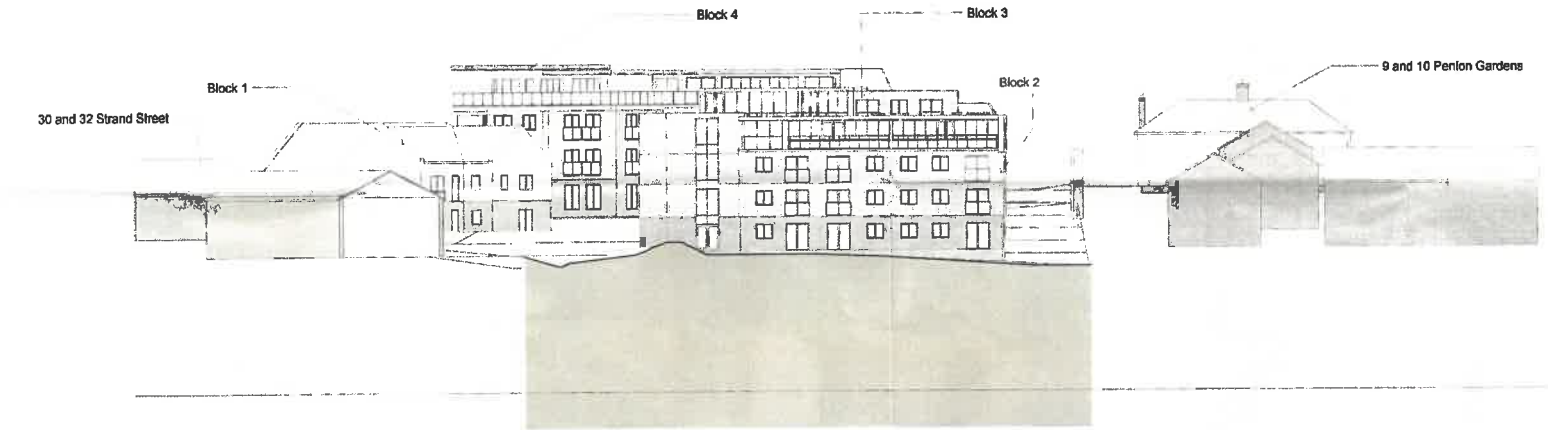 Block 4
Block 3
9 and 10 Penlon Gardens
Block 1
Block 2
30 and 32 Strand Street